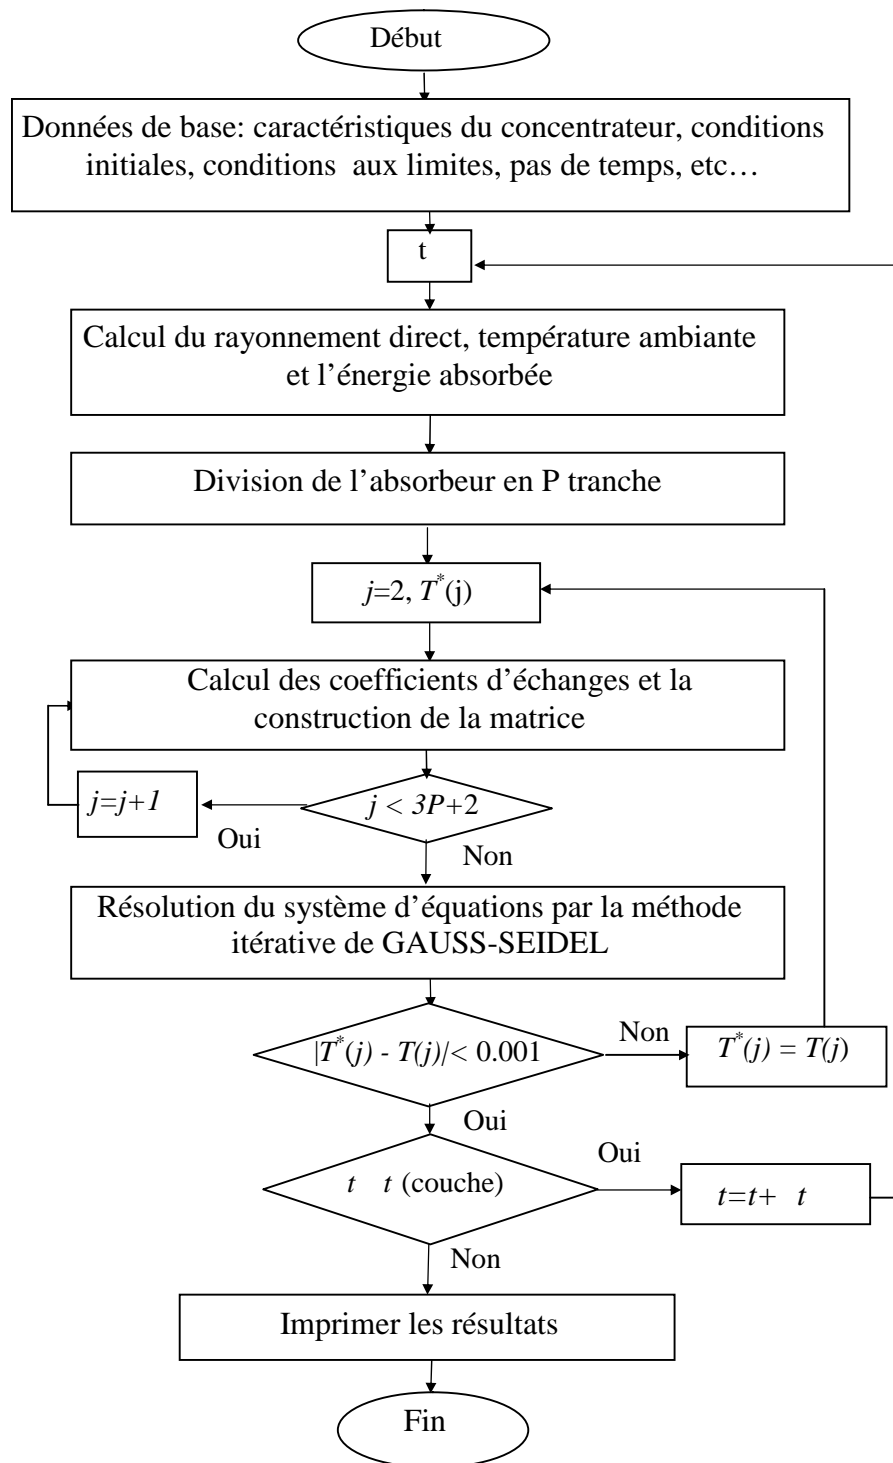 Début
Données de base: caractéristiques du concentrateur, conditions
initiales, conditions aux limites, pas de temps, etc…
t
Calcul du rayonnement direct, température ambiante
et l’énergie absorbée
Division de l’absorbeur en P tranche
j=2, T*(j)
Calcul des coefficients d’échanges et la
construction de la matrice
j=j+1
j < 3P+2
Oui
Non
Résolution du système d’équations par la méthode
itérative de GAUSS-SEIDEL
|T*(j) - T(j)|< 0.001
Non
T*(j) = T(j)
Oui
t t (couche)
Oui
t=t+ t
Non
Imprimer les résultats
Fin